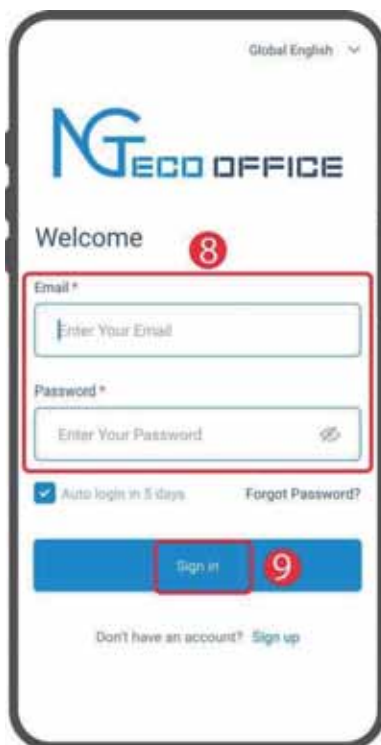 Global English
NGTECO OFFICE
Welcome
8
Email *
Enter Your Email
Password *
Enter Your Password
Auto login in 5 days Forgot Password?
Sign in 9
Don't have an account? Sign up